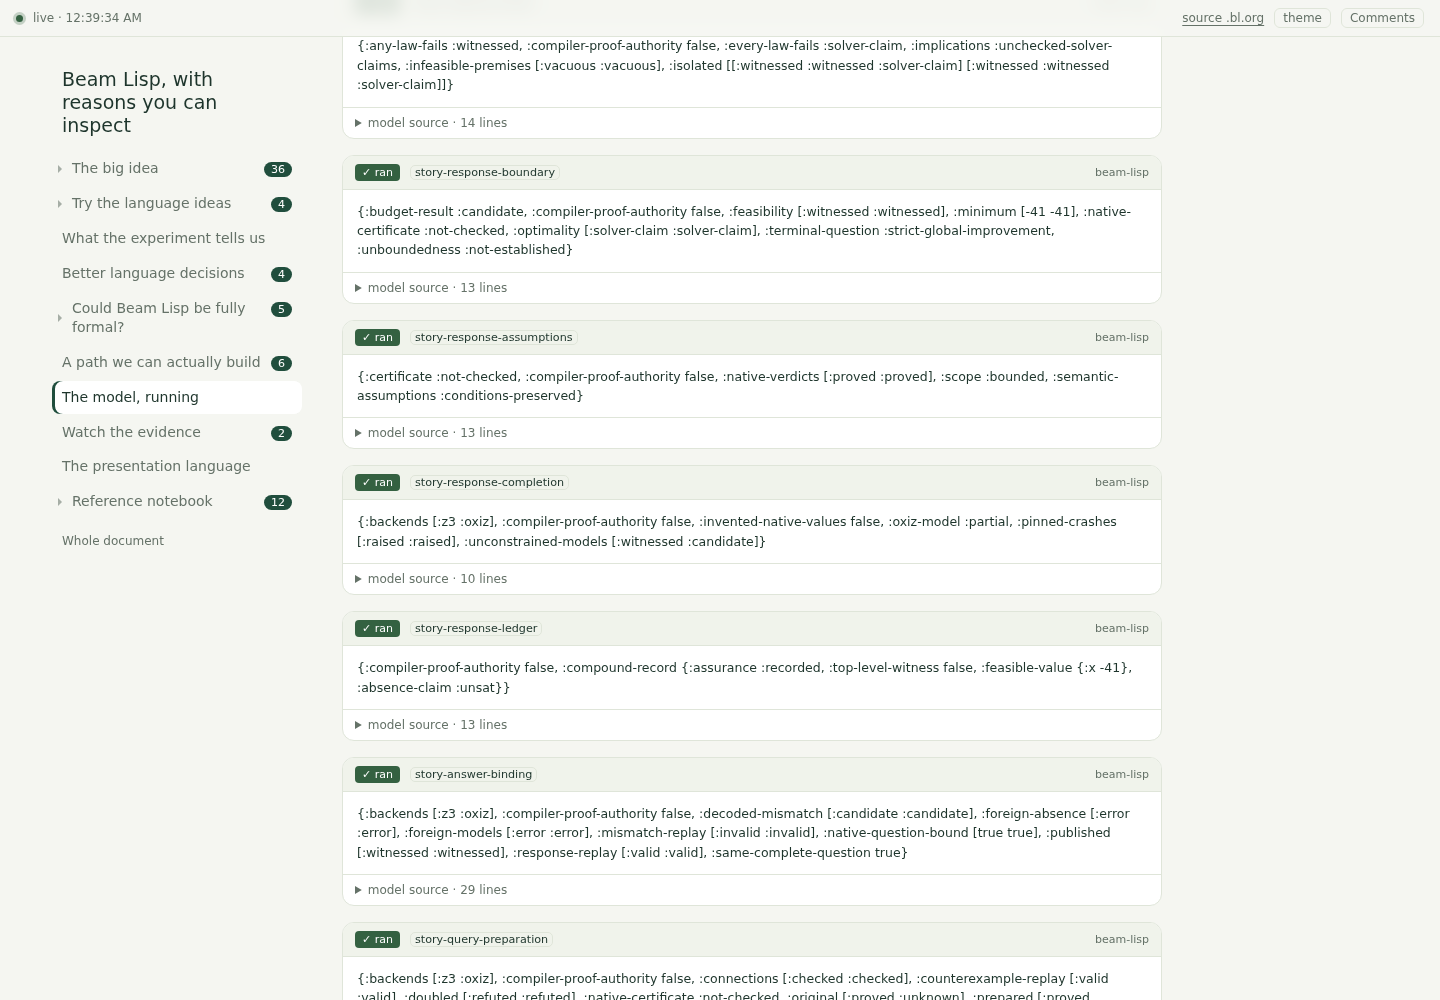 live · 12:39:34 AM
source .bl.org
theme
Comments
Beam Lisp, with
reasons you can
inspect
The big idea 36
Try the language ideas 4
What the experiment tells us
Better language decisions 4
Could Beam Lisp be fully 5
formal?
A path we can actually build 6
The model, running
Watch the evidence 2
The presentation language
Reference notebook 12
Whole document
{:any-law-fails :witnessed, :compiler-proof-authority false, :every-law-fails :solver-claim, :implications :unchecked-solver-
claims, :infeasible-premises [:vacuous :vacuous], :isolated [[:witnessed :witnessed :solver-claim] [:witnessed :witnessed
:solver-claim]]}
▶ model source · 14 lines
✓ ran story-response-boundary beam-lisp
{:budget-result :candidate, :compiler-proof-authority false, :feasibility [:witnessed :witnessed], :minimum [-41 -41], :native-
certificate :not-checked, :optimality [:solver-claim :solver-claim], :terminal-question :strict-global-improvement,
:unboundedness :not-established}
▶ model source · 13 lines
✓ ran story-response-assumptions beam-lisp
{:certificate :not-checked, :compiler-proof-authority false, :native-verdicts [:proved :proved], :scope :bounded, :semantic-
assumptions :conditions-preserved}
▶ model source · 13 lines
✓ ran story-response-completion beam-lisp
{:backends [:z3 :oxiz], :compiler-proof-authority false, :invented-native-values false, :oxiz-model :partial, :pinned-crashes
[:raised :raised], :unconstrained-models [:witnessed :candidate]}
▶ model source · 10 lines
✓ ran story-response-ledger beam-lisp
{:compiler-proof-authority false, :compound-record {:assurance :recorded, :top-level-witness false, :feasible-value {:x -41},
:absence-claim :unsat}}
▶ model source · 13 lines
✓ ran story-answer-binding beam-lisp
{:backends [:z3 :oxiz], :compiler-proof-authority false, :decoded-mismatch [:candidate :candidate], :foreign-absence [:error
:error], :foreign-models [:error :error], :mismatch-replay [:invalid :invalid], :native-question-bound [true true], :published
[:witnessed :witnessed], :response-replay [:valid :valid], :same-complete-question true}
▶ model source · 29 lines
✓ ran story-query-preparation beam-lisp
{:backends [:z3 :oxiz], :compiler-proof-authority false, :connections [:checked :checked], :counterexample-replay [:valid
:valid], :doubled [:refuted :refuted], :native-certificate :not-checked, :original [:proved :unknown], :prepared [:proved